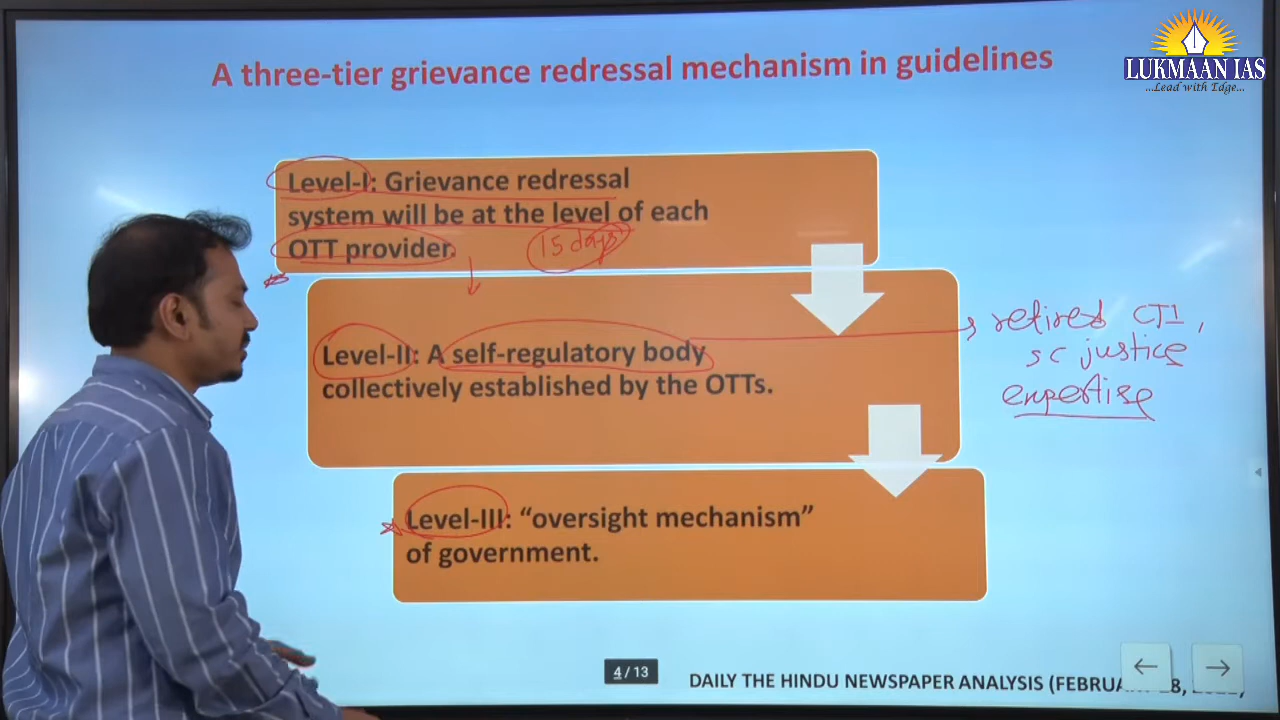 LUKMAAN IAS
...Lead with Edge...
A three-tier grievance redressal mechanism in guidelines
Level-I: Grievance redressal
system will be at the level of each
OTT provider.
15 days
Level-II: A self-regulatory body
collectively established by the OTTs.
retired CJI,
SC justice
expertise
Level-III: “oversight mechanism”
of government.
4 / 13
DAILY THE HINDU NEWSPAPER ANALYSIS (FEBRUA 8,